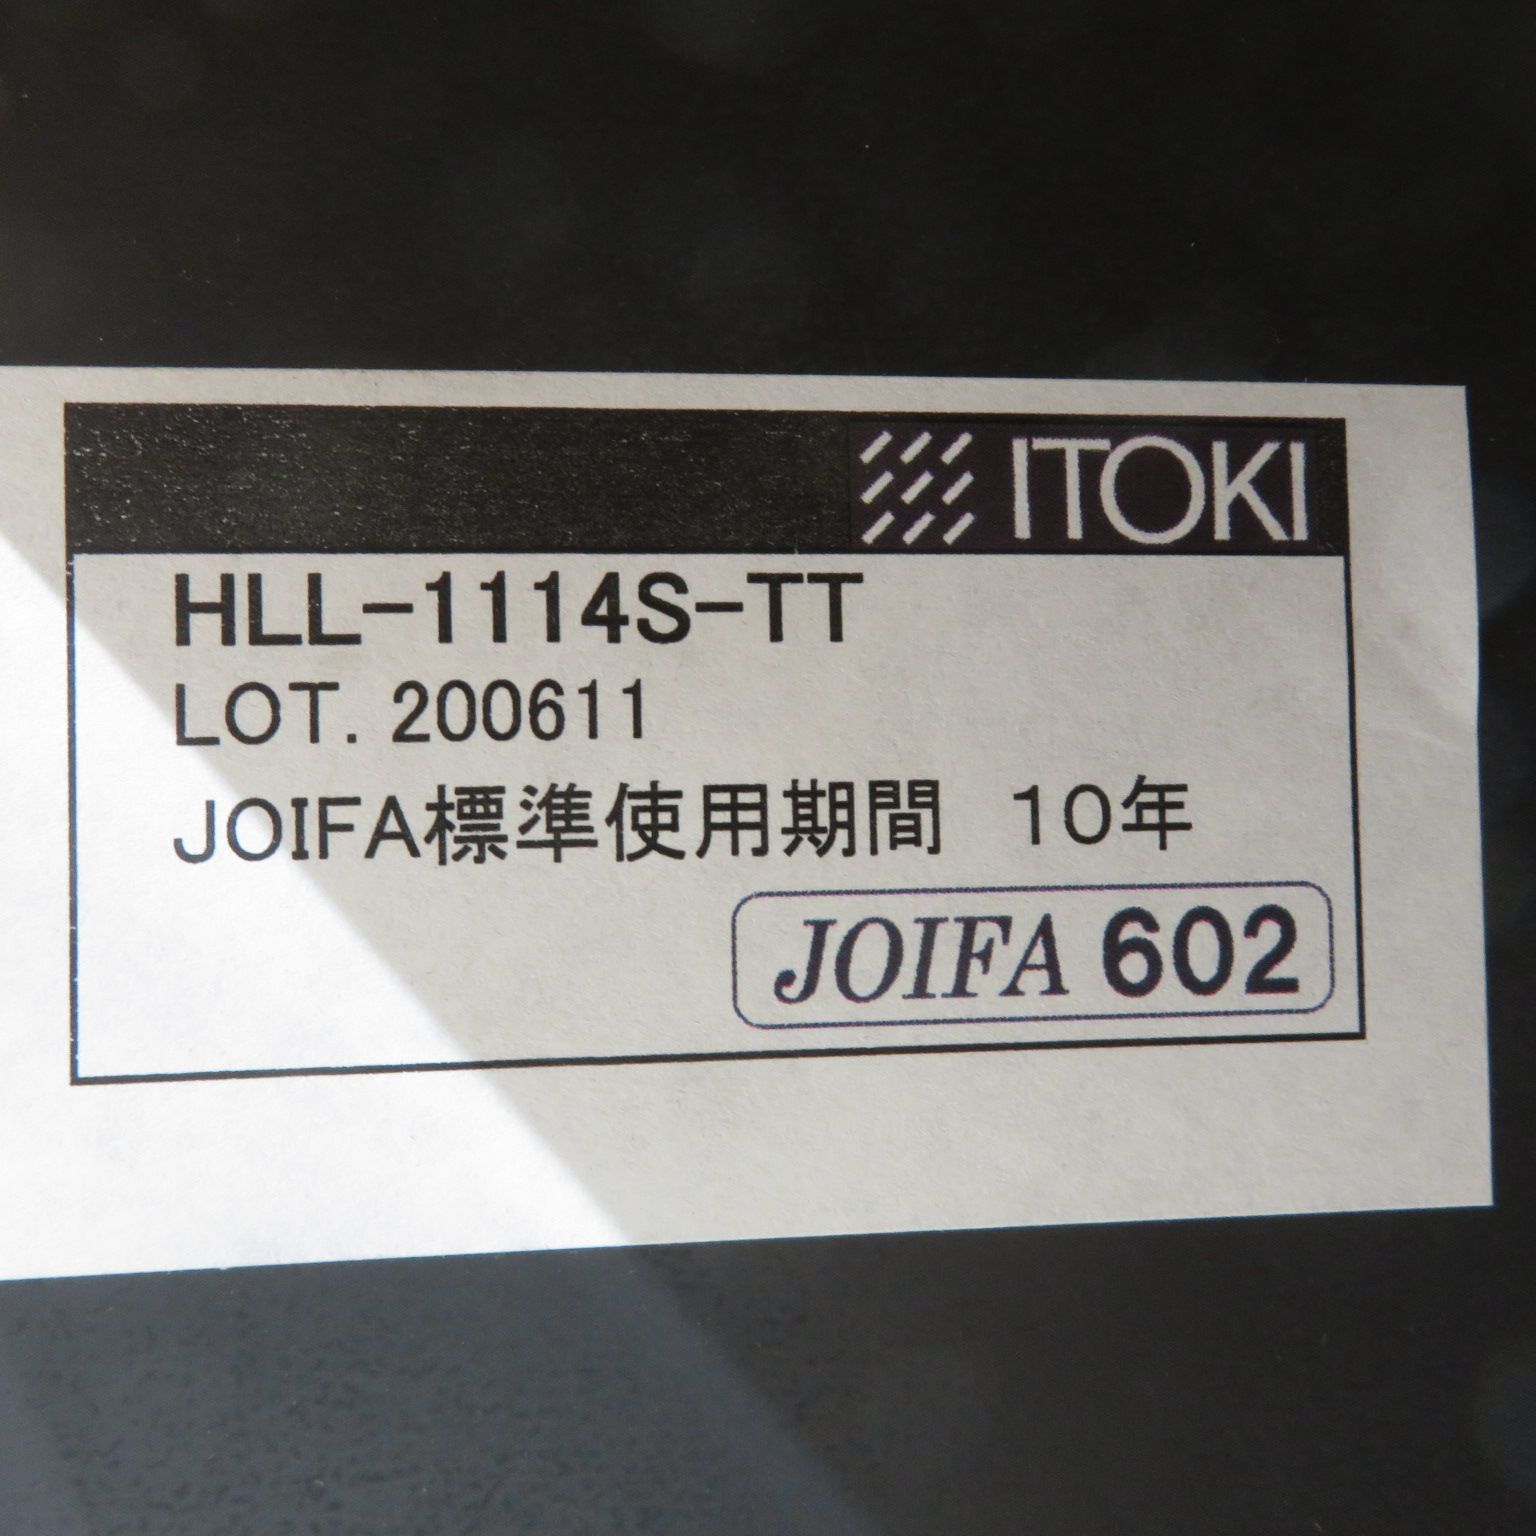 ITOKI
HLL-1114S-TT
LOT. 200611
JOIFA標準使用期間　10年
JOIFA 602